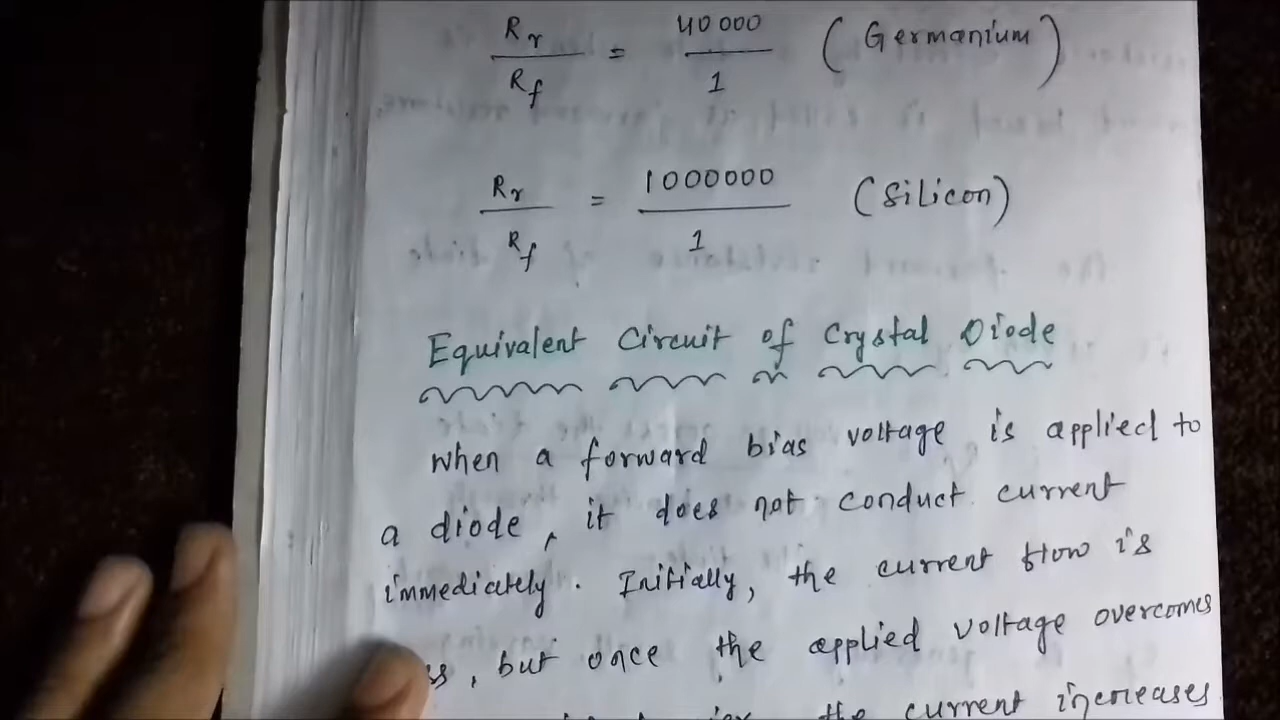 Rr / Rf = 40000 / 1 (Germanium)
Rr / Rf = 1000000 / 1 (Silicon)
Equivalent Circuit of Crystal Diode
when a forward bias voltage is applied to
a diode, it does not conduct current
immediately. Initially, the current flow is
, but once the applied voltage overcomes
the current increases